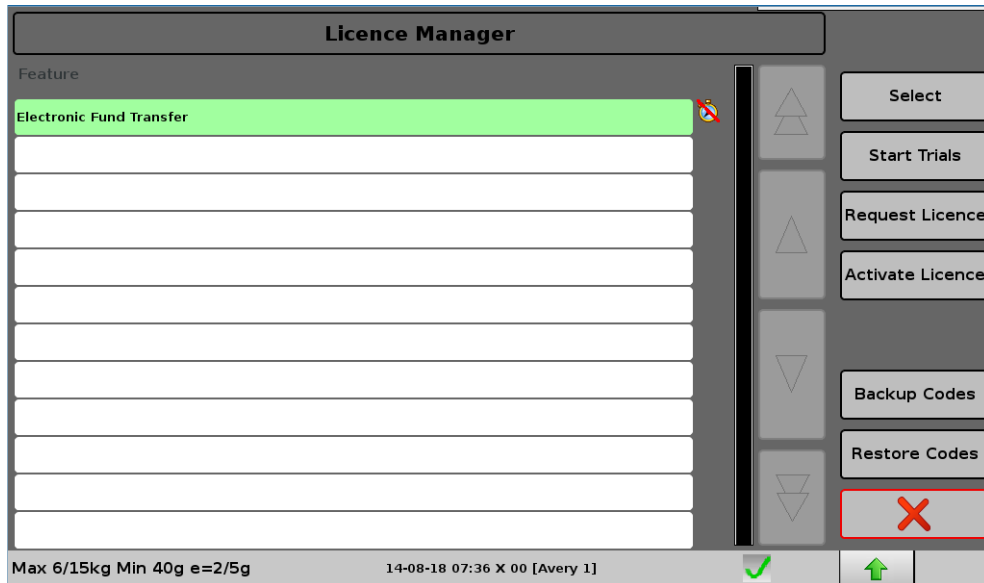 Licence Manager
Feature
Electronic Fund Transfer
Select
Start Trials
Request Licence
Activate Licence
Backup Codes
Restore Codes
Max 6/15kg Min 40g e=2/5g
14-08-18 07:36 X 00 [Avery 1]